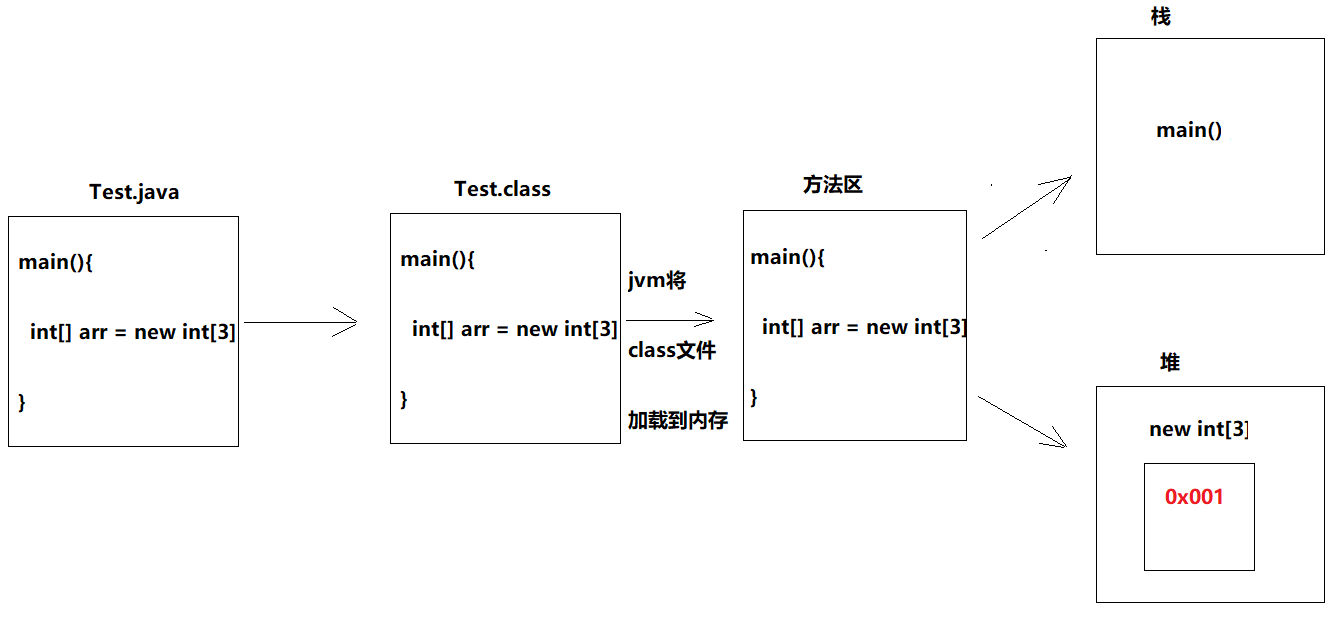 Test.java
main(){
int[] arr = new int[3]
}
Test.class
main(){
int[] arr = new int[3]
}
jvm将
class文件
加载到内存
方法区
main(){
int[] arr = new int[3]
}
栈
main()
堆
new int[3]
0x001